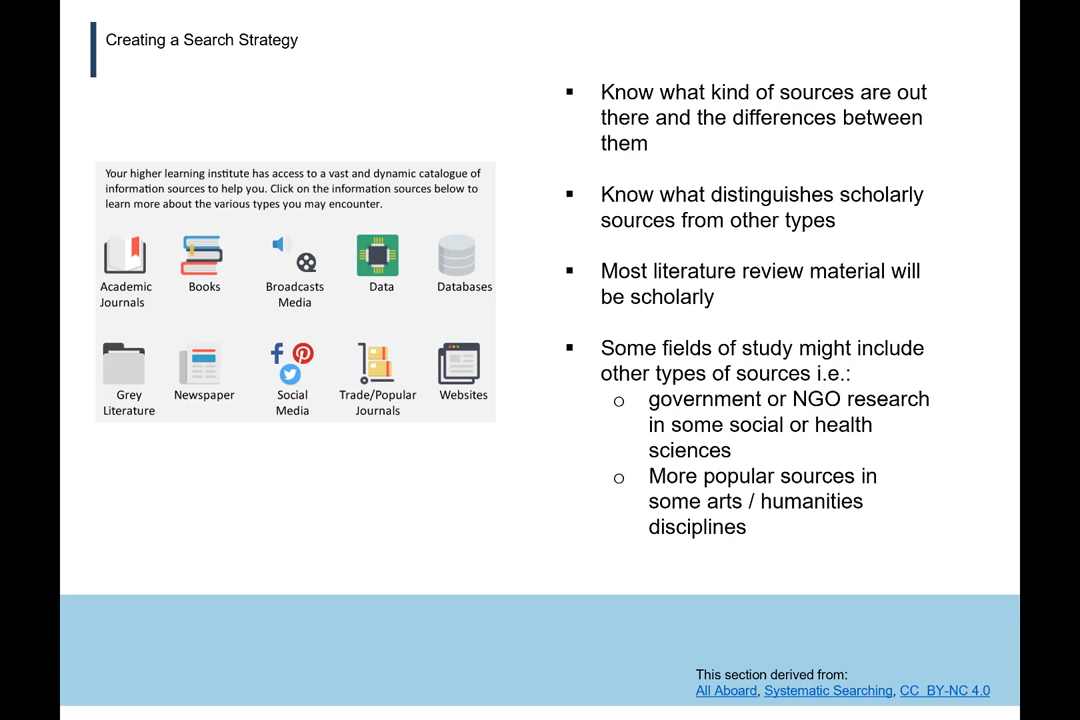 Creating a Search Strategy
Your higher learning institute has access to a vast and dynamic catalogue of
information sources to help you. Click on the information sources below to
learn more about the various types you may encounter.
Academic
Journals
Books
Broadcasts
Media
Data
Databases
Grey
Literature
Newspaper
Social
Media
Trade/Popular
Journals
Websites
▪ Know what kind of sources are out
there and the differences between
them
▪ Know what distinguishes scholarly
sources from other types
▪ Most literature review material will
be scholarly
▪ Some fields of study might include
other types of sources i.e.:
o government or NGO research
in some social or health
sciences
o More popular sources in
some arts / humanities
disciplines
This section derived from:
All Aboard, Systematic Searching, CC BY-NC 4.0